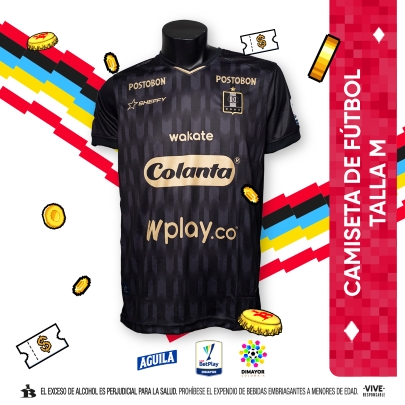 POSTOBON
POSTOBON
SHEFFY
wakate
Colanta
Wplay.co
CAMISETA DE FÚTBOL
TALLA M
AGUILA
BetPlay
DIMAYOR
EL EXCESO DE ALCOHOL ES PERJUDICIAL PARA LA SALUD. PROHÍBESE EL EXPENDIO DE BEBIDAS EMBRIAGANTES A MENORES DE EDAD.
·VIVE·
RESPONSABLE